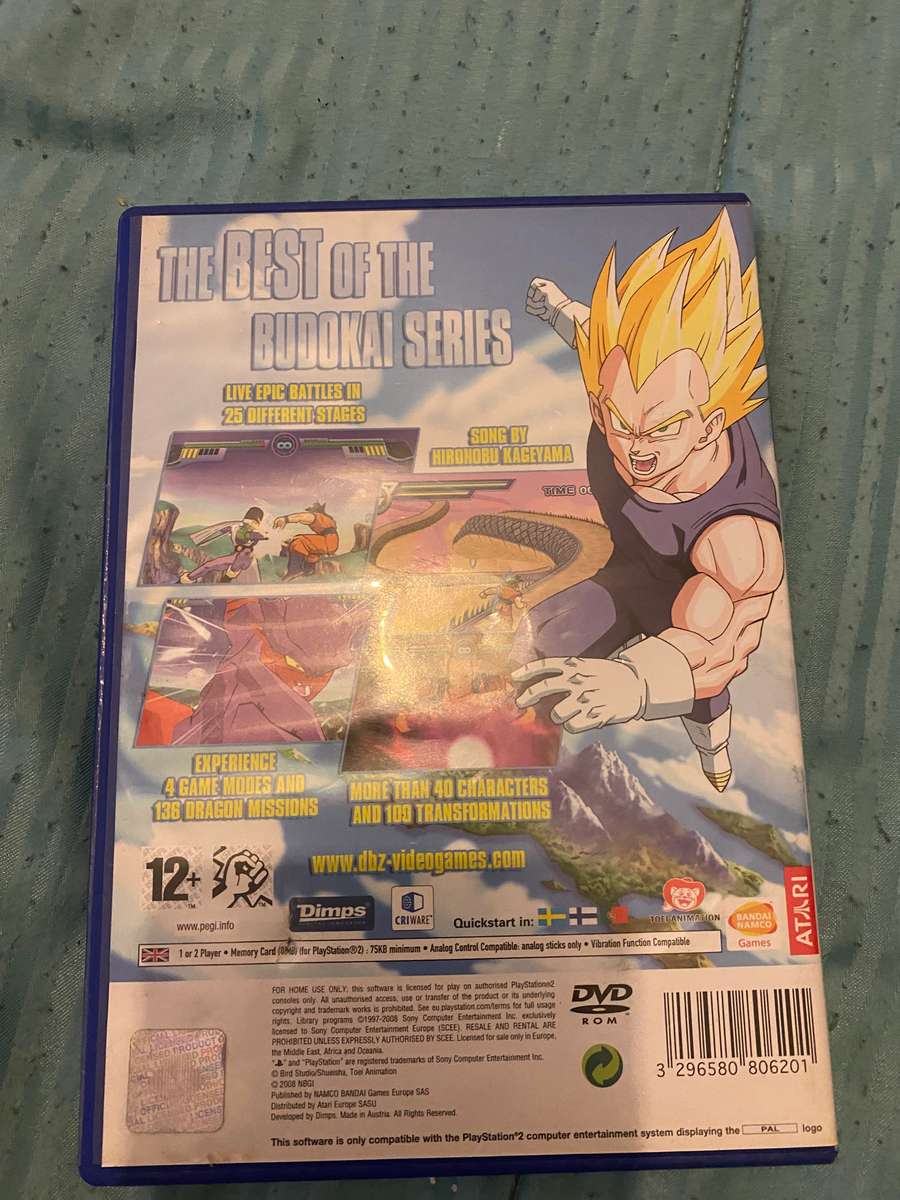 THE BEST OF THE
BUDOKAI SERIES
LIVE EPIC BATTLES IN
25 DIFFERENT STAGES
SONG BY
HIRONOBU KAGEYAMA
TIME
EXPERIENCE
4 GAME MODES AND
136 DRAGON MISSIONS
MORE THAN 40 CHARACTERS
AND 109 TRANSFORMATIONS
12+
www.pegi.info
www.dbz-videogames.com
Dimps
CRIWARE™
Quickstart in:
TOEI ANIMATION
BANDAI
NAMCO
Games
ATARI
1 or 2 Player • Memory Card (8MB) (for PlayStation®2) : 75KB minimum • Analog Control Compatible: analog sticks only • Vibration Function Compatible
FOR HOME USE ONLY: this software is licensed for play on authorised PlayStation®2
consoles only. All unauthorised access, use or transfer of the product or its underlying
copyright and trademark works is prohibited. See eu.playstation.com/terms for full usage
rights. Library programs ©1997-2008 Sony Computer Entertainment Inc. exclusively
licensed to Sony Computer Entertainment Europe (SCEE). RESALE AND RENTAL ARE
PROHIBITED UNLESS EXPRESSLY AUTHORISED BY SCEE. Licensed for sale only in Europe,
the Middle East, Africa and Oceania.
" " and "PlayStation" are registered trademarks of Sony Computer Entertainment Inc.
© Bird Studio/Shueisha, Toei Animation
© 2008 NBGI
Published by NAMCO BANDAI Games Europe SAS
Distributed by Atari Europe SASU
Developed by Dimps. Made in Austria. All Rights Reserved.
DVD
ROM
3 296580 806201
This software is only compatible with the PlayStation®2 computer entertainment system displaying the PAL logo